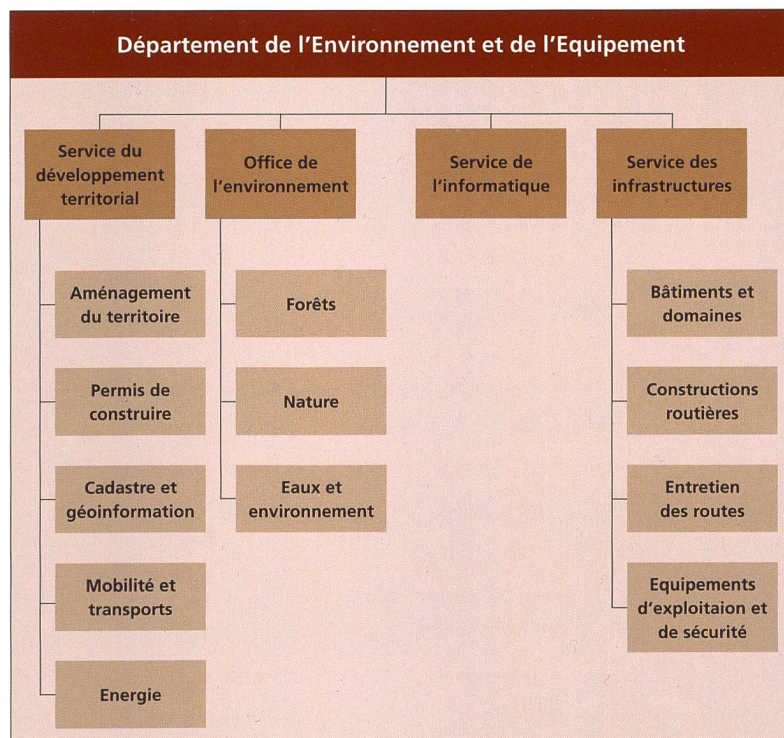 Département de l'Environnement et de l'Equipement
Service du
développement
territorial
Office de
l'environnement
Service de
l'informatique
Service des
infrastructures
Aménagement
du territoire
Permis de
construire
Cadastre et
géoinformation
Mobilité et
transports
Energie
Forêts
Nature
Eaux et
environnement
Bâtiments et
domaines
Constructions
routières
Entretien
des routes
Equipements
d'exploitaion et
de sécurité